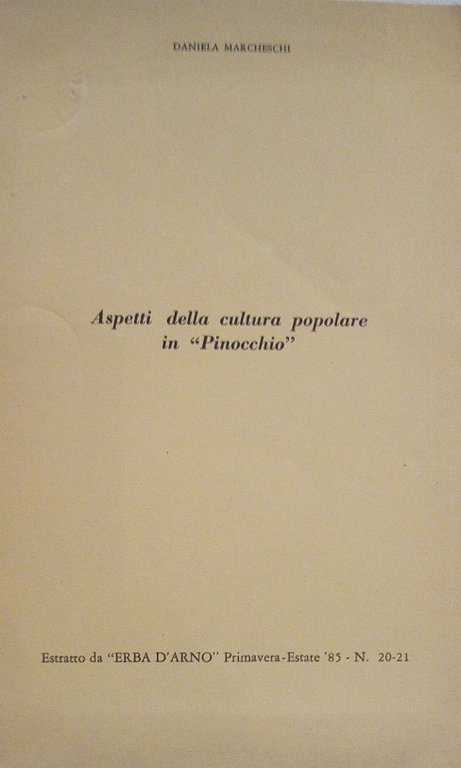 DANIELA MARCHESCHI
Aspetti della cultura popolare
in “Pinocchio”
Estratto da “ERBA D'ARNO” Primavera-Estate '85 - N. 20-21